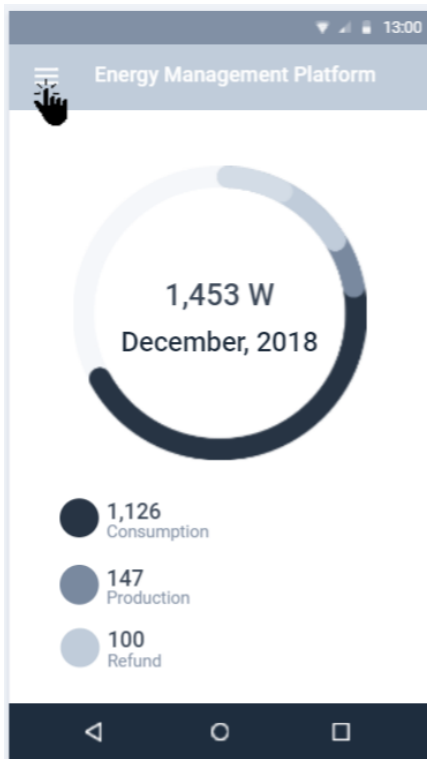 13:00
Energy Management Platform
1,453 W
December, 2018
1,126
Consumption
147
Production
100
Refund